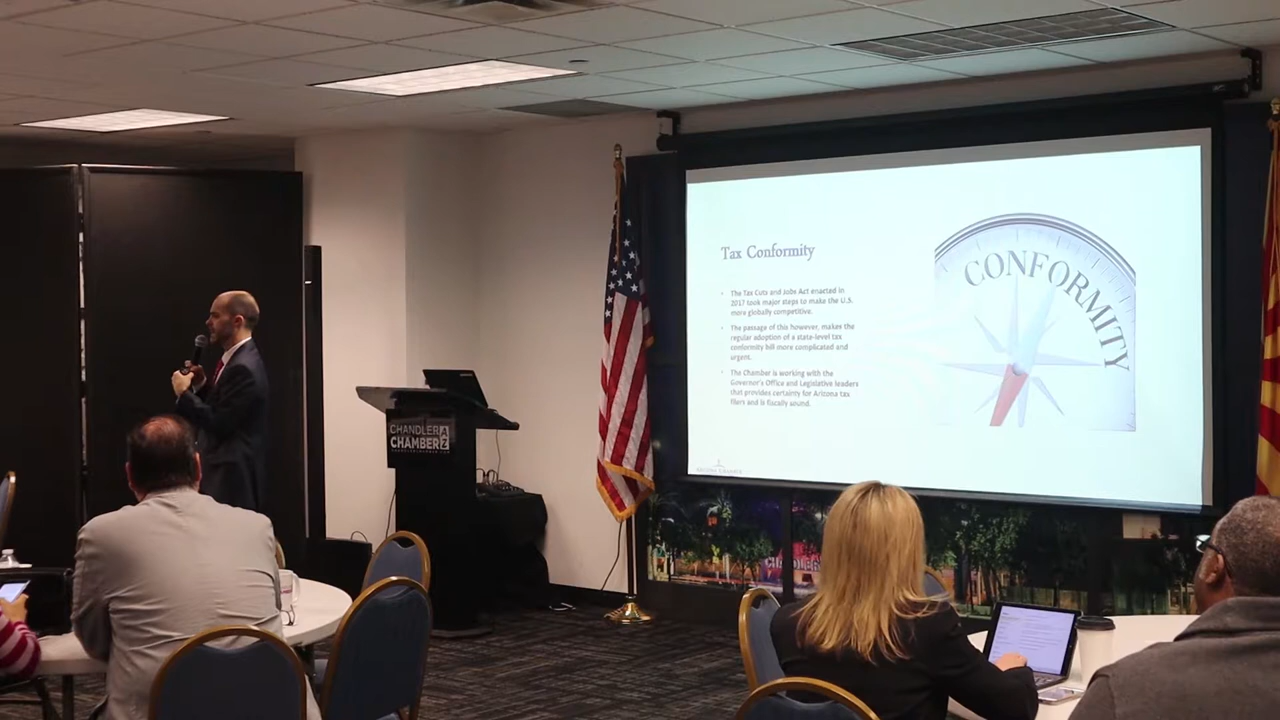 Tax Conformity
• The Tax Cuts and Jobs Act enacted in
2017 took major steps to make the U.S.
more globally competitive.
• The passage of this however, makes the
regular adoption of a state-level tax
conformity bill more complicated and
urgent.
• The Chamber is working with the
Governor's Office and Legislative leaders
that provides certainty for Arizona tax
filers and is fiscally sound.
CONFORMITY
CHANDLER
CHAMBER AZ
CHANDLER